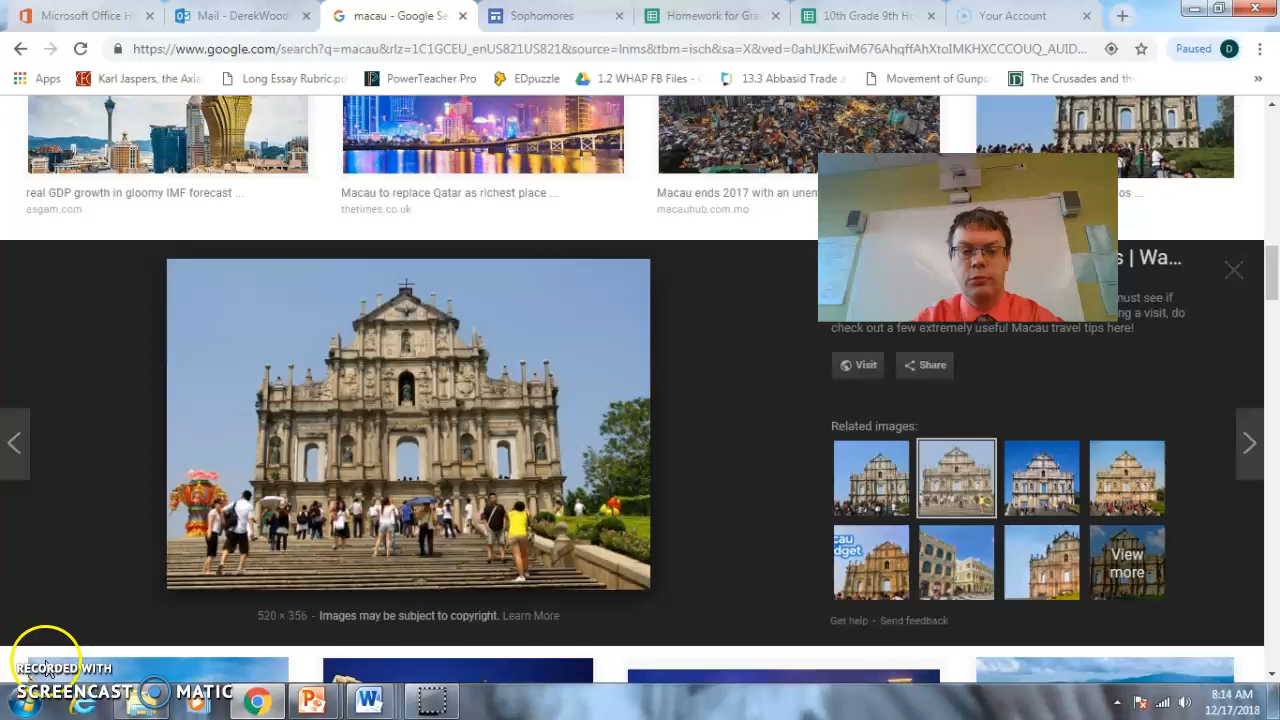 Microsoft Office H
Mail - DerekWood
macau - Google Se
Sophomores
Homework for Gra
10th Grade 9th Ho
Your Account
https://www.google.com/search?q=macau&rlz=1C1GCEU_enUS821US821&source=lnms&tbm=isch&sa=X&ved=0ahUKEwiM676AhqffAhXtoIMKHXCCCOUQ_AUID...
Paused D
Apps
Karl Jaspers, the Axia
Long Essay Rubric.pd
PowerTeacher Pro
EDpuzzle
1.2 WHAP FB Files - A
13.3 Abbasid Trade a
Movement of Gunpo
The Crusades and th
»
real GDP growth in gloomy IMF forecast ...
Macau to replace Qatar as richest place ...
Macau ends 2017 with an unem
os ...
asgam.com
thetimes.co.uk
macauhub.com.mo
s | Wa...
must see if
ng a visit, do
check out a few extremely useful Macau travel tips here!
Visit
Share
Related images:
cau
dget
View
more
520 × 356 - Images may be subject to copyright. Learn More
Get help - Send feedback
RECORDED WITH
SCREENCAST MATIC
8:14 AM
12/17/2018